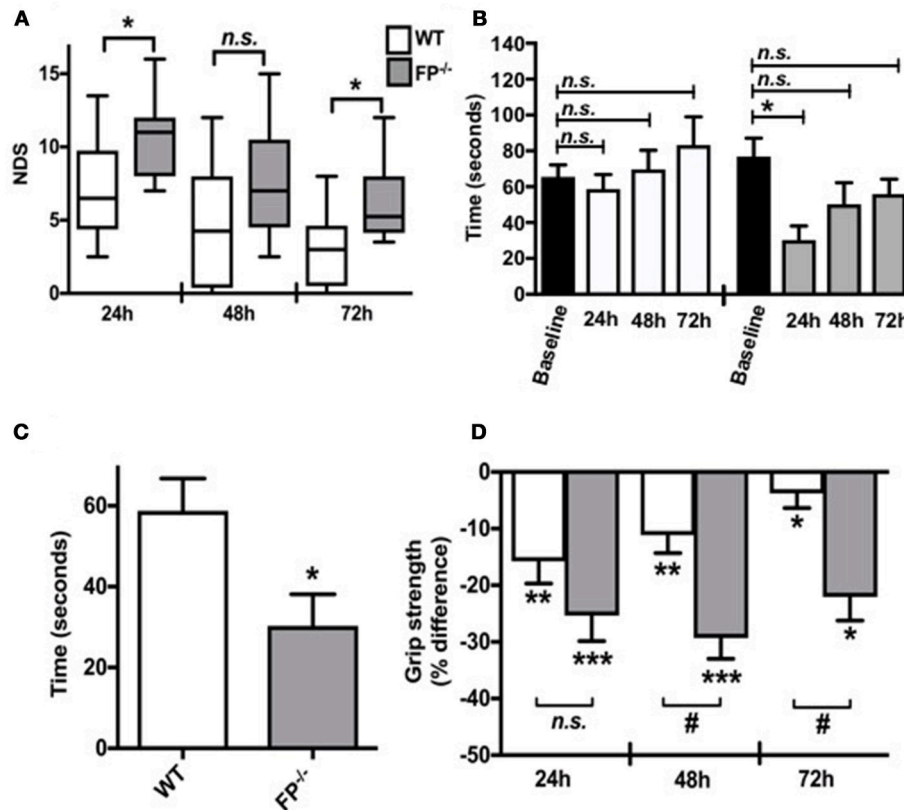 A
*
n.s.
*
WT
FP-/-
NDS
15
10
5
0
24h
48h
72h
B
140
120
100
80
60
40
20
0
Time (seconds)
n.s.
n.s.
n.s.
n.s.
n.s.
*
Baseline
24h
48h
72h
Baseline
24h
48h
72h
C
Time (seconds)
60
40
20
0
*
WT
FP-/-
D
Grip strength
(% difference)
0
-10
-20
-30
-40
-50
**
***
**
***
*
*
n.s.
#
#
24h
48h
72h